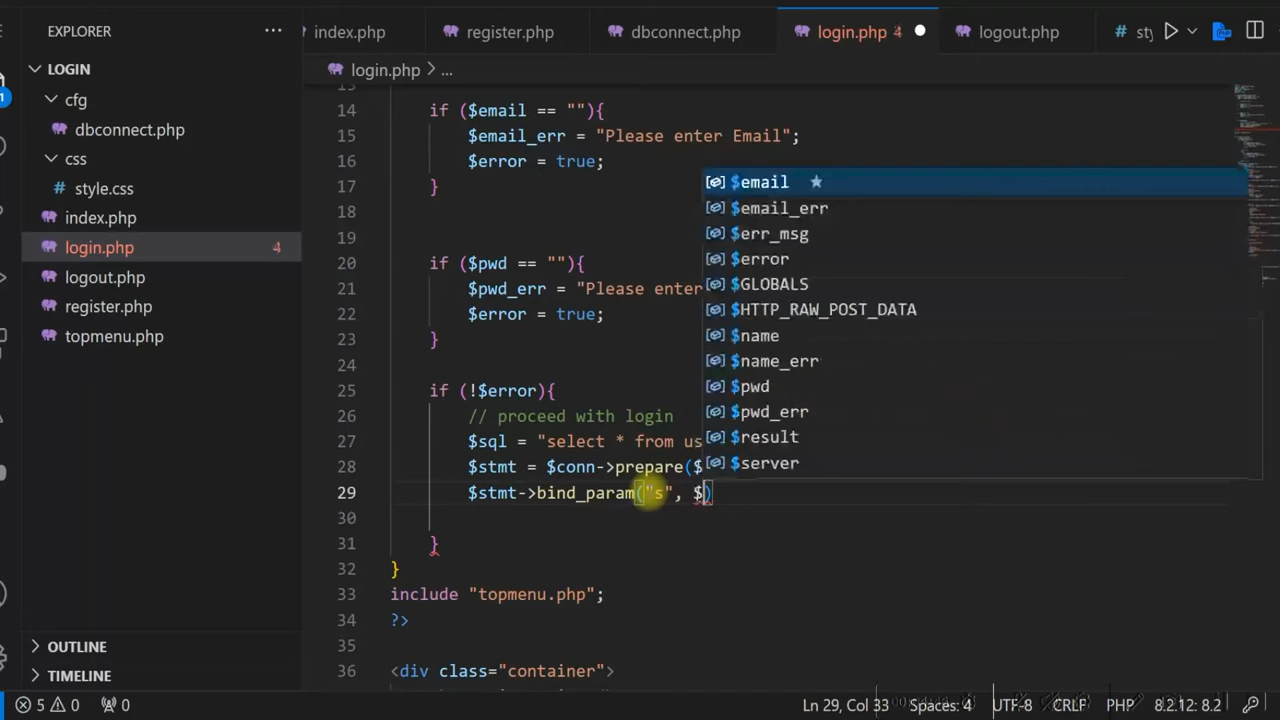 EXPLORER
···
index.php
register.php
dbconnect.php
login.php 4
logout.php
# sty
LOGIN
login.php > ...
cfg
dbconnect.php
css
# style.css
index.php
login.php 4
logout.php
register.php
topmenu.php
OUTLINE
TIMELINE
14 if ($email == ""){
15 $email_err = "Please enter Email";
16 $error = true;
17 }
18
19
20 if ($pwd == ""){
21 $pwd_err = "Please enter
22 $error = true;
23 }
24
25 if (!$error){
26 // proceed with login
27 $sql = "select * from us
28 $stmt = $conn->prepare($
29 $stmt->bind_param("s", $)
30
31 }
32 }
33 include "topmenu.php";
34 ?>
35
36 <div class="container">
$email
$email_err
$err_msg
$error
$GLOBALS
$HTTP_RAW_POST_DATA
$name
$name_err
$pwd
$pwd_err
$result
$server
5 0 0
Ln 29, Col 33 Spaces: 4 UTF-8 CRLF PHP 8.2.12: 8.2